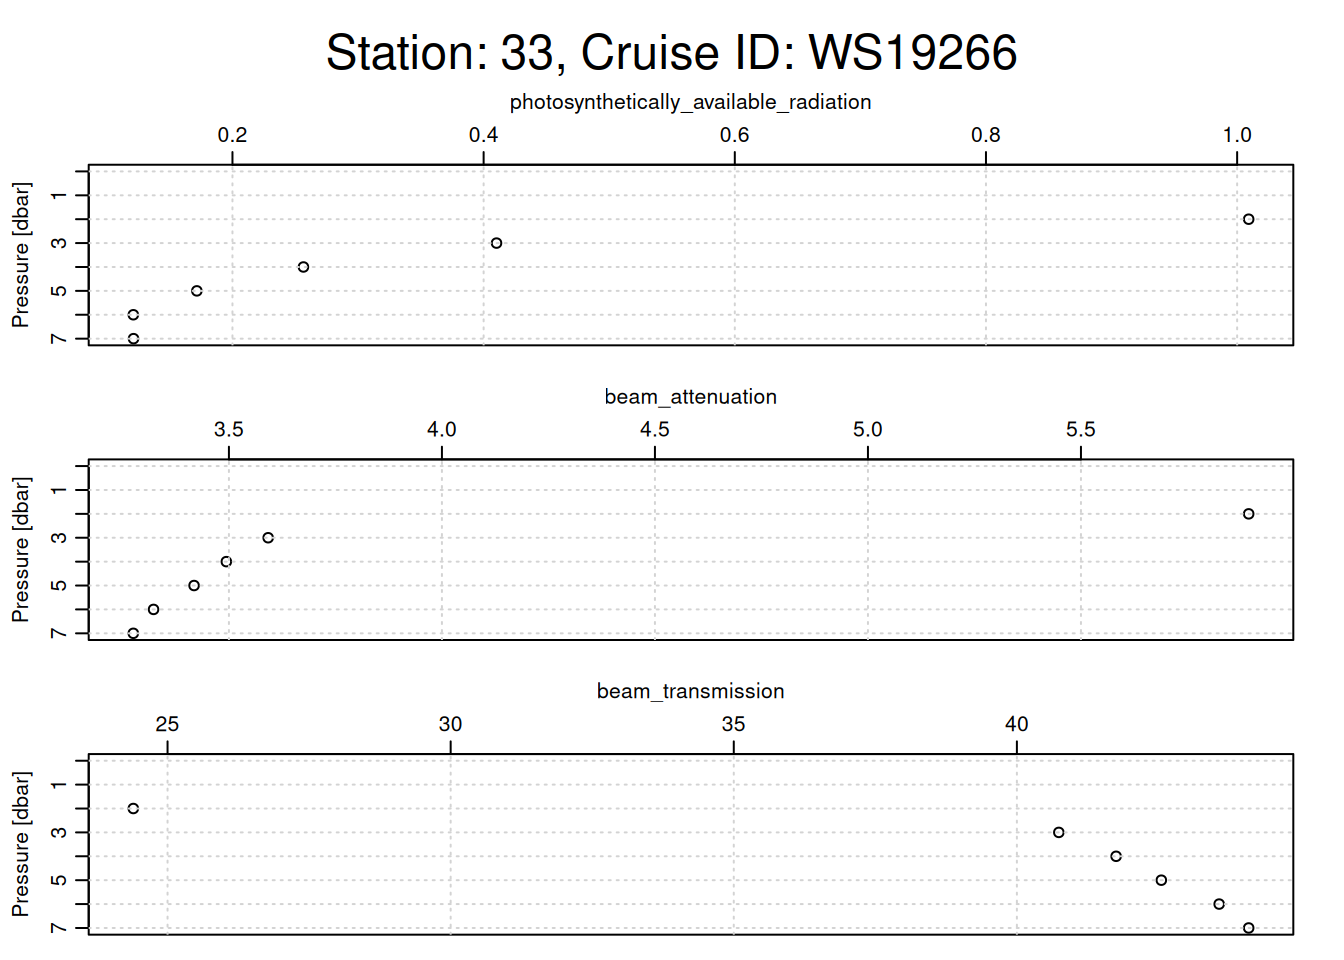 Station: 33, Cruise ID: WS19266
photosynthetically_available_radiation
0.2 0.4 0.6 0.8 1.0
Pressure [dbar]
1
3
5
7
beam_attenuation
3.5 4.0 4.5 5.0 5.5
Pressure [dbar]
1
3
5
7
beam_transmission
25 30 35 40
Pressure [dbar]
1
3
5
7